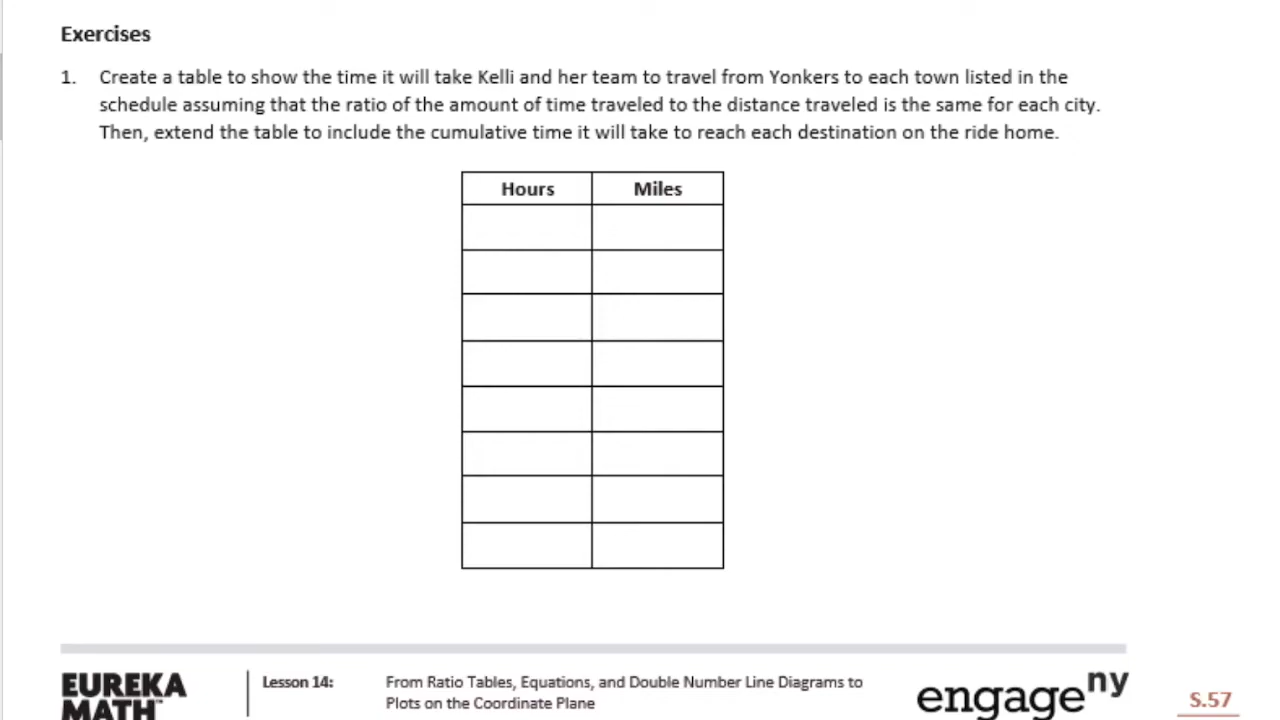 Exercises
1. Create a table to show the time it will take Kelli and her team to travel from Yonkers to each town listed in the
schedule assuming that the ratio of the amount of time traveled to the distance traveled is the same for each city.
Then, extend the table to include the cumulative time it will take to reach each destination on the ride home.
Hours Miles
EUREKA
MATH™
Lesson 14:
From Ratio Tables, Equations, and Double Number Line Diagrams to
Plots on the Coordinate Plane
engageny
S.57